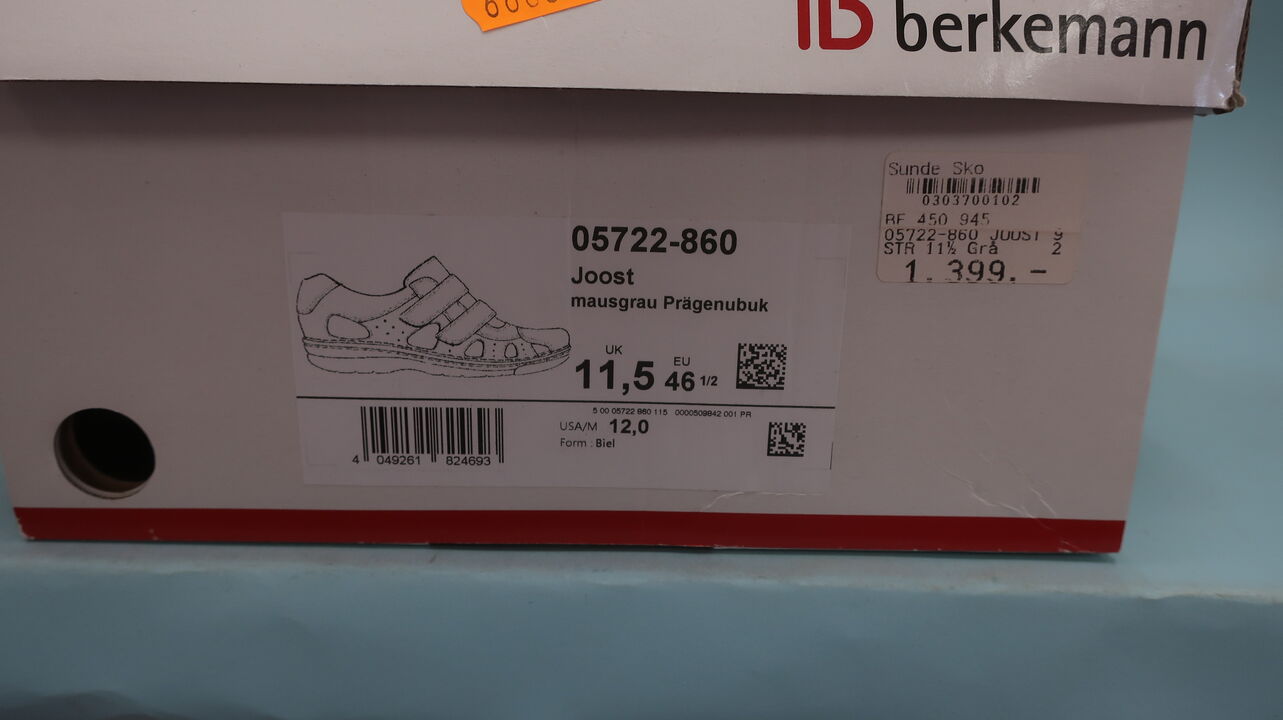 berkemann
Sunde Sko
0303700102
BE 450 945
05722-860 JOOST 9
STR 11½ Grå 2
1.399.-
05722-860
Joost
mausgrau Prägenubuk
UK
11,5
EU
46 1/2
5 00 05722 860 115 0000509842 001 PR
USA/M 12,0
Form : Biel
4 049261 824693